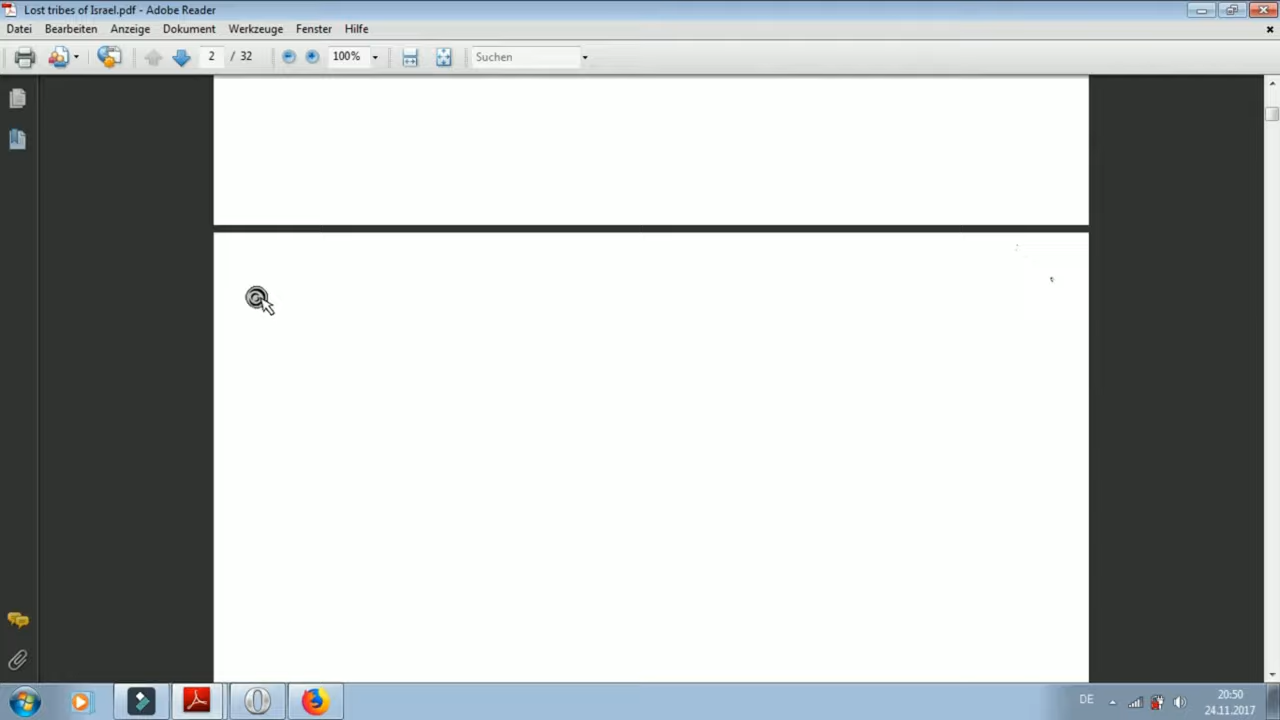 Lost tribes of Israel.pdf - Adobe Reader
Datei Bearbeiten Anzeige Dokument Werkzeuge Fenster Hilfe
2 / 32 100% Suchen
DE 20:50
24.11.2017